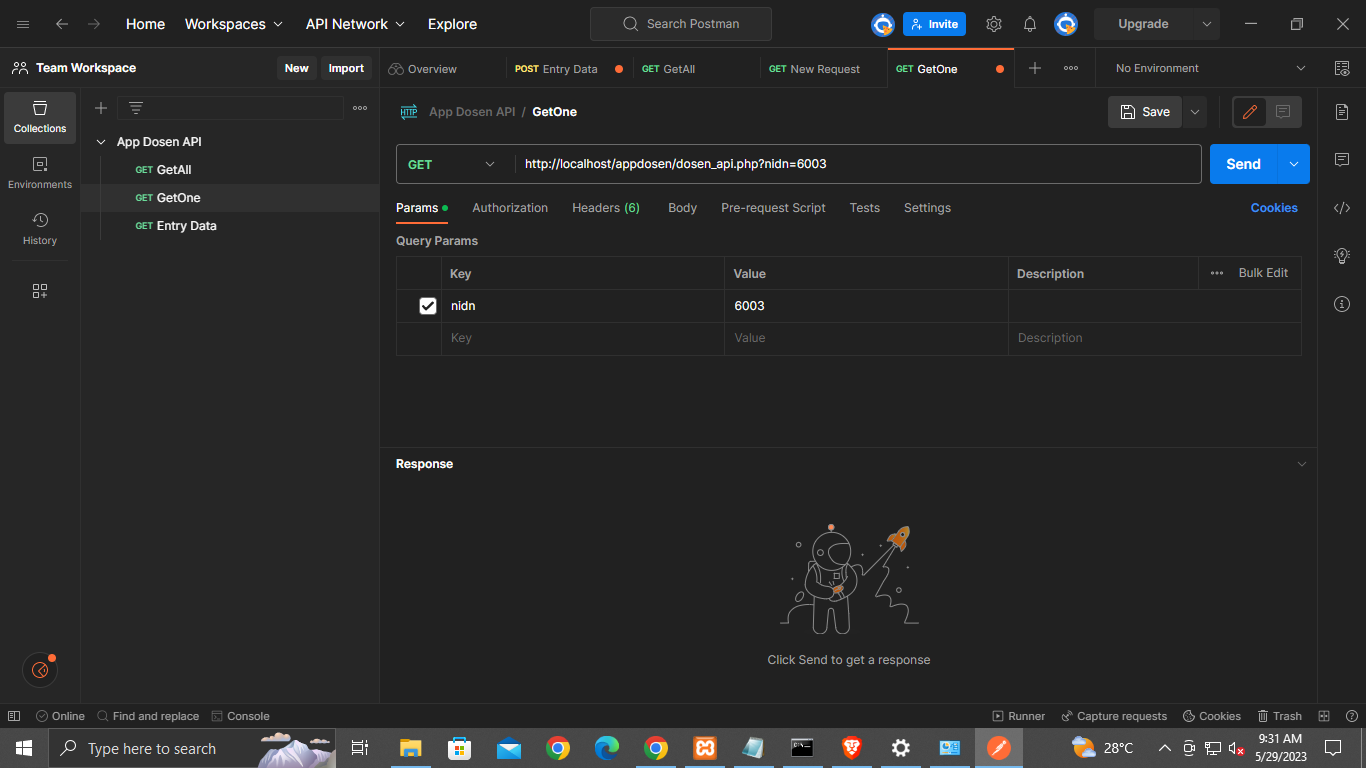 Home Workspaces API Network Explore Search Postman Invite Upgrade
Team Workspace New Import Overview POST Entry Data GET GetAll GET New Request GET GetOne No Environment
Collections
Environments
History
App Dosen API
GET GetAll
GET GetOne
GET Entry Data
HTTP App Dosen API / GetOne Save
GET http://localhost/appdosen/dosen_api.php?nidn=6003 Send
Params Authorization Headers (6) Body Pre-request Script Tests Settings Cookies
Query Params
Key Value Description Bulk Edit
nidn 6003
Key Value Description
Response
Click Send to get a response
Online Find and replace Console Runner Capture requests Cookies Trash
Type here to search 28°C 9:31 AM
5/29/2023